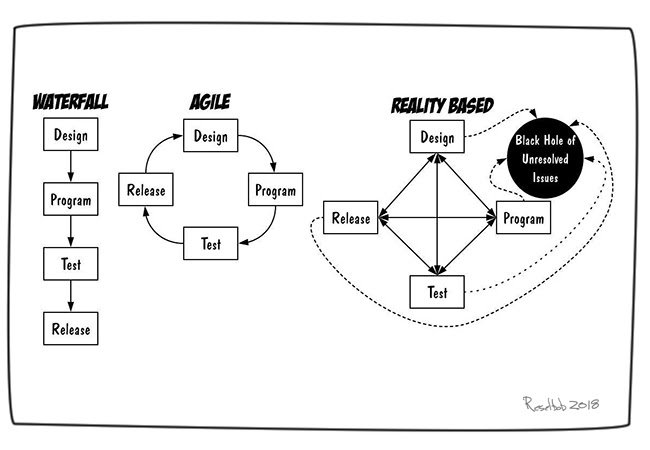 WATERFALL
Design
Program
Test
Release
AGILE
Design
Program
Test
Release
REALITY BASED
Design
Program
Test
Release
Black Hole of
Unresolved
Issues
2018